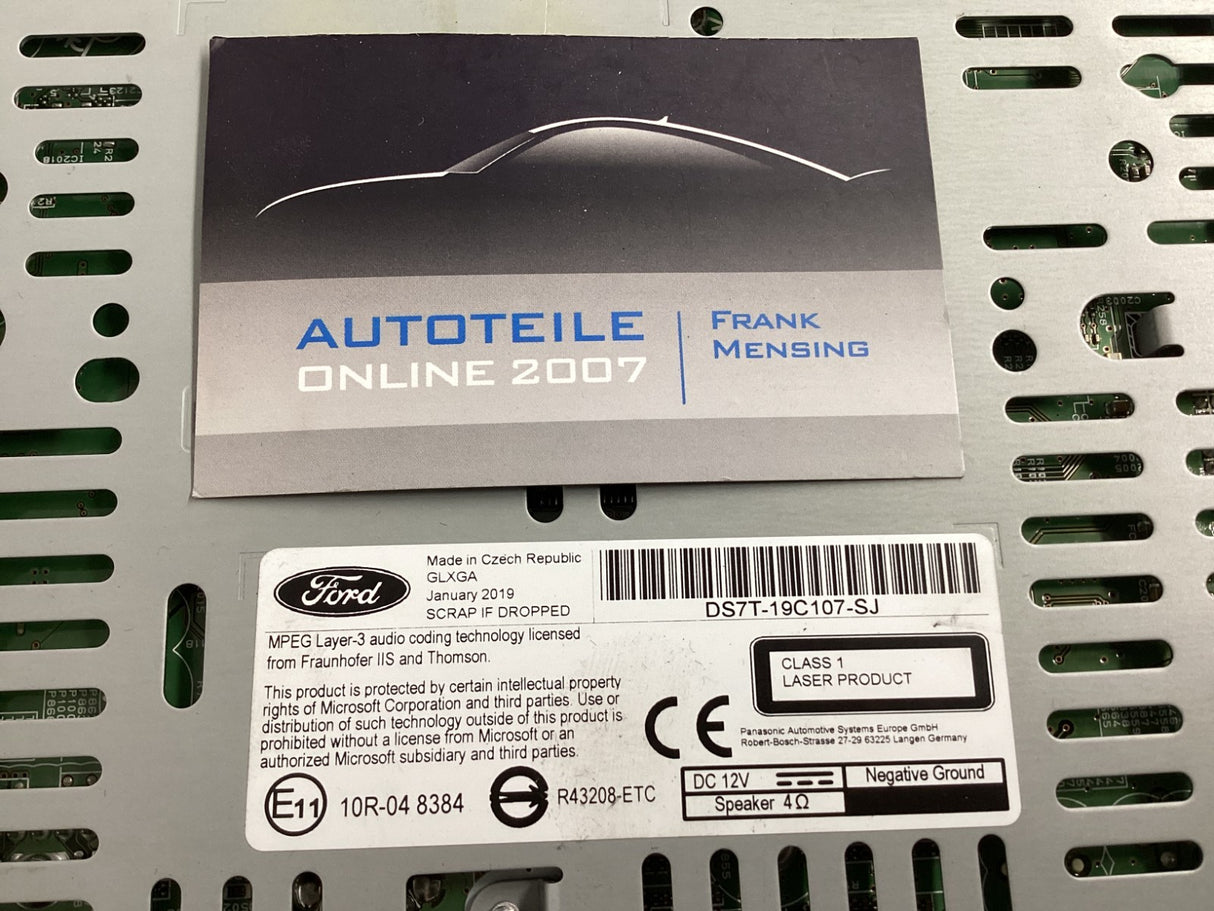 AUTOTEILE
ONLINE 2007
FRANK
MENSING
Ford
Made in Czech Republic
GLXGA
January 2019
SCRAP IF DROPPED
DS7T-19C107-SJ
MPEG Layer-3 audio coding technology licensed
from Fraunhofer IIS and Thomson.
This product is protected by certain intellectual property
rights of Microsoft Corporation and third parties. Use or
distribution of such technology outside of this product is
prohibited without a license from Microsoft or an
authorized Microsoft subsidiary and third parties.
CLASS 1
LASER PRODUCT
CE
Panasonic Automotive Systems Europe GmbH
Robert-Bosch-Strasse 27-29 63225 Langen Germany
E11
10R-04 8384
R43208-ETC
DC 12V
Negative Ground
Speaker 4Ω
IC2018